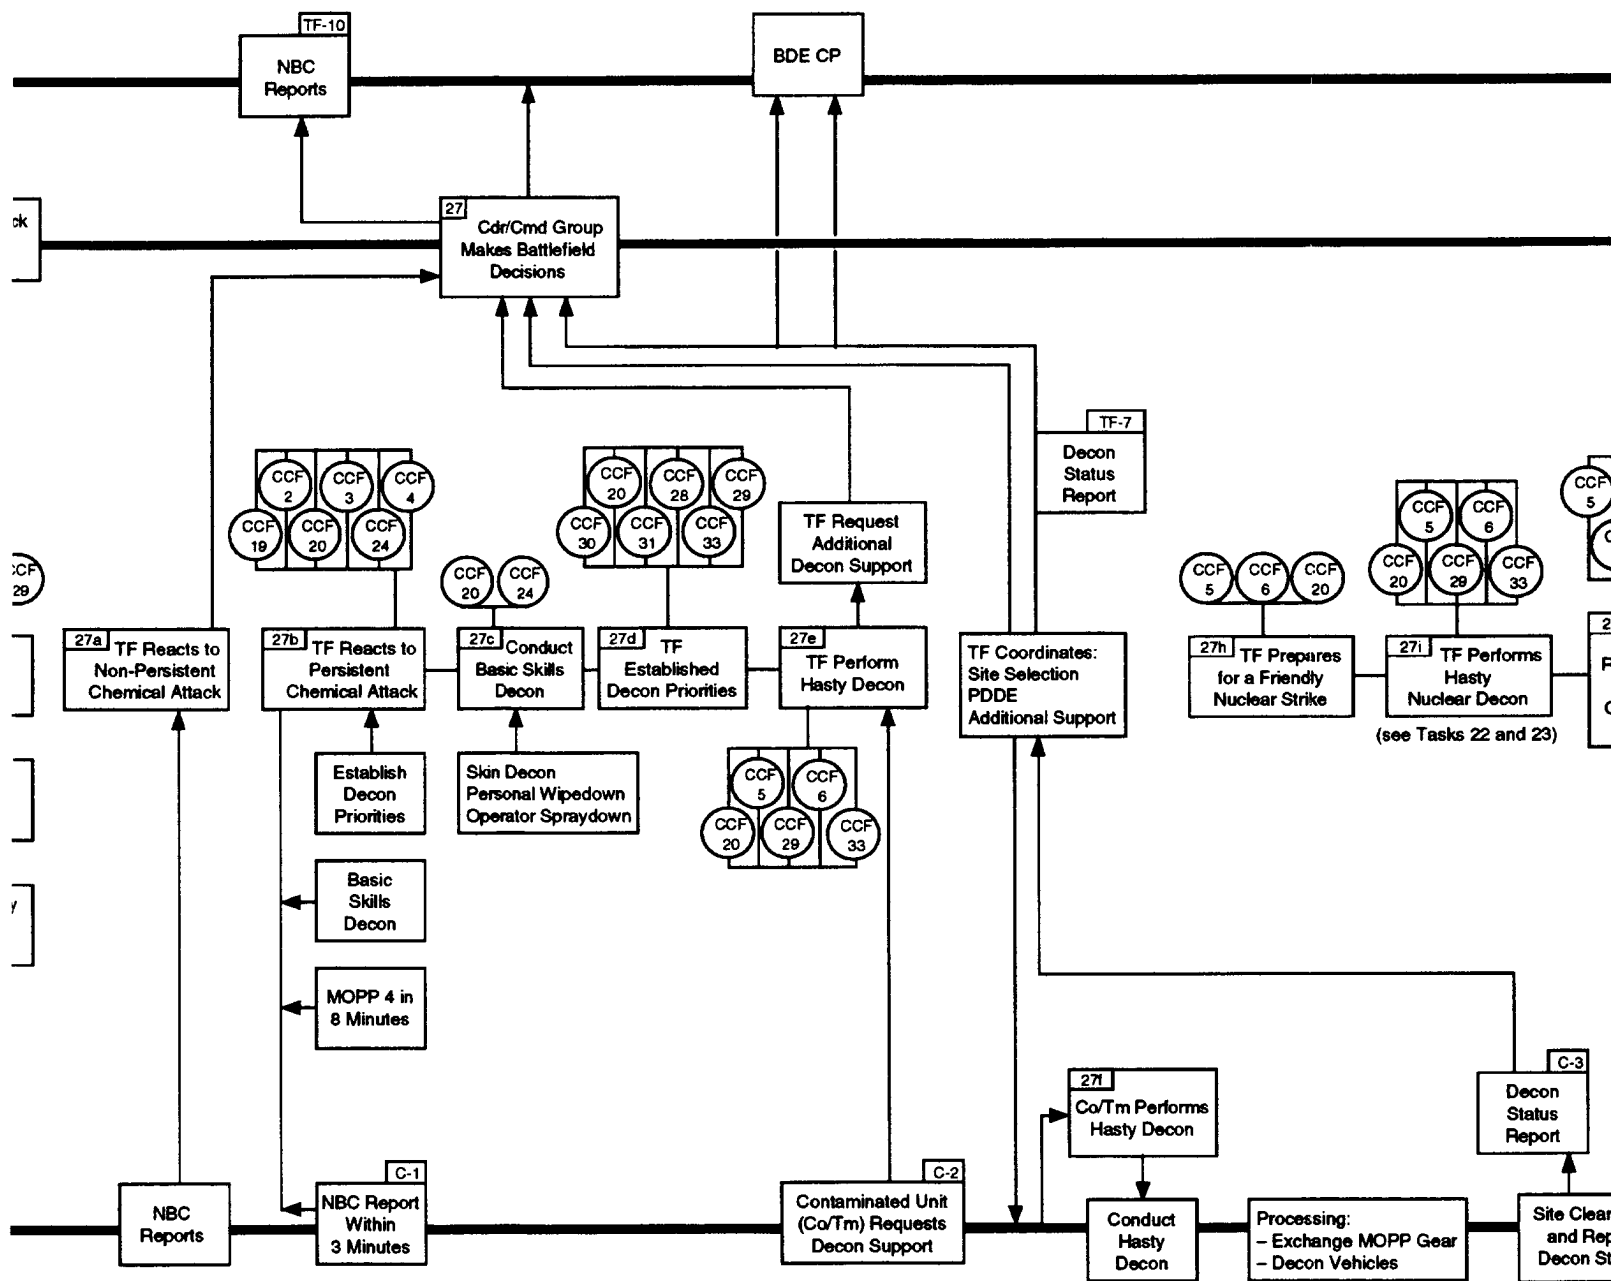 TF-10
NBC
Reports
BDE CP
ck
27
Cdr/Cmd Group
Makes Battlefield
Decisions
TF-7
Decon
Status
Report
CCF
2
CCF
3
CCF
4
CCF
19
CCF
20
CCF
24
CCF
20
CCF
24
CCF
20
CCF
28
CCF
29
CCF
30
CCF
31
CCF
33
TF Request
Additional
Decon Support
CCF
5
CCF
6
CCF
20
CCF
5
CCF
6
CCF
20
CCF
29
CCF
33
CCF
5
CCF
29
27a
TF Reacts to
Non-Persistent
Chemical Attack
27b
TF Reacts to
Persistent
Chemical Attack
27c
Conduct
Basic Skills
Decon
27d
TF
Established
Decon Priorities
27e
TF Perform
Hasty Decon
TF Coordinates:
Site Selection
PDDE
Additional Support
27h
TF Prepares
for a Friendly
Nuclear Strike
27i
TF Performs
Hasty
Nuclear Decon
(see Tasks 22 and 23)
Establish
Decon
Priorities
Skin Decon
Personal Wipedown
Operator Spraydown
CCF
5
CCF
6
CCF
20
CCF
29
CCF
33
Basic
Skills
Decon
MOPP 4 in
8 Minutes
27f
Co/Tm Performs
Hasty Decon
C-3
Decon
Status
Report
NBC
Reports
C-1
NBC Report
Within
3 Minutes
C-2
Contaminated Unit
(Co/Tm) Requests
Decon Support
Conduct
Hasty
Decon
Processing:
– Exchange MOPP Gear
– Decon Vehicles
Site Clear
and Rep
Decon St